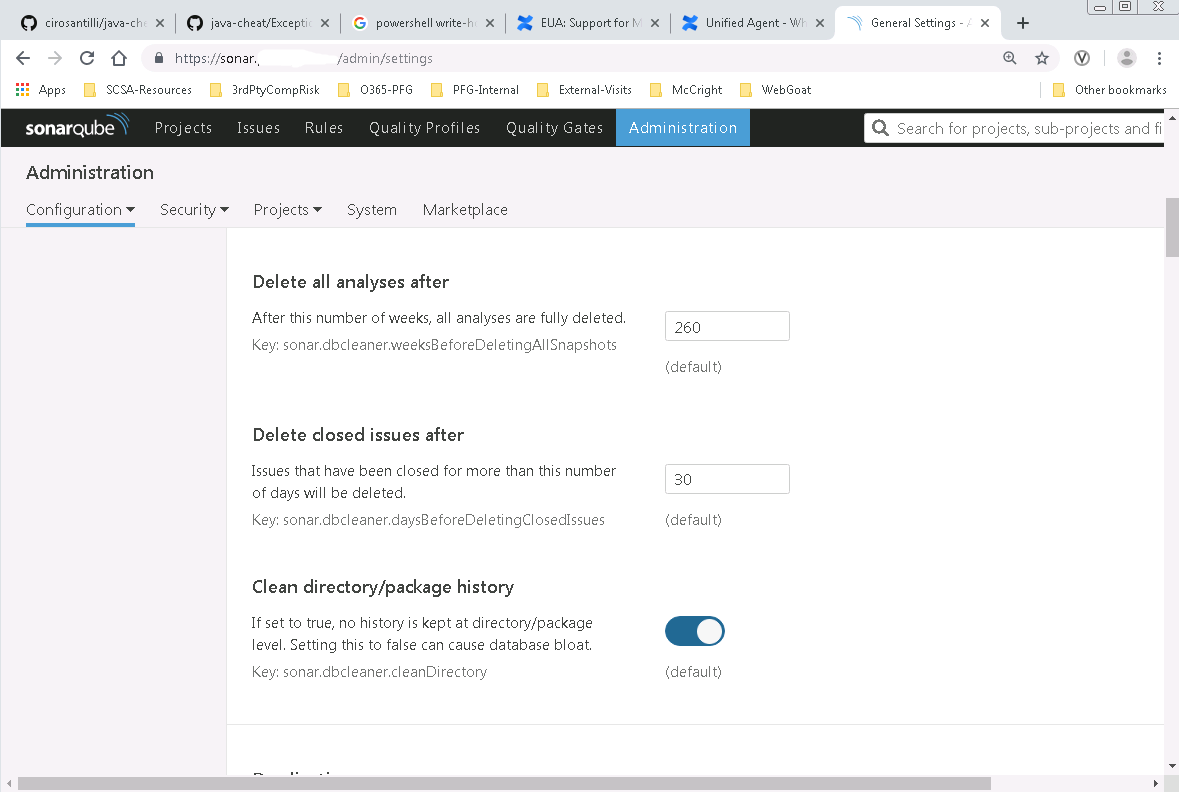 cirosantilli/java-che
java-cheat/Exceptio
powershell write-h
EUA: Support for M
Unified Agent - Wh
General Settings - A
https://sonar. /admin/settings
Apps
SCSA-Resources
3rdPtyCompRisk
O365-PFG
PFG-Internal
External-Visits
McCright
WebGoat
Other bookmarks
sonarqube
Projects
Issues
Rules
Quality Profiles
Quality Gates
Administration
Search for projects, sub-projects and fi
Administration
Configuration
Security
Projects
System
Marketplace
Delete all analyses after
After this number of weeks, all analyses are fully deleted.
260
Key: sonar.dbcleaner.weeksBeforeDeletingAllSnapshots
(default)
Delete closed issues after
Issues that have been closed for more than this number
of days will be deleted.
30
Key: sonar.dbcleaner.daysBeforeDeletingClosedIssues
(default)
Clean directory/package history
If set to true, no history is kept at directory/package
level. Setting this to false can cause database bloat.
Key: sonar.dbcleaner.cleanDirectory
(default)